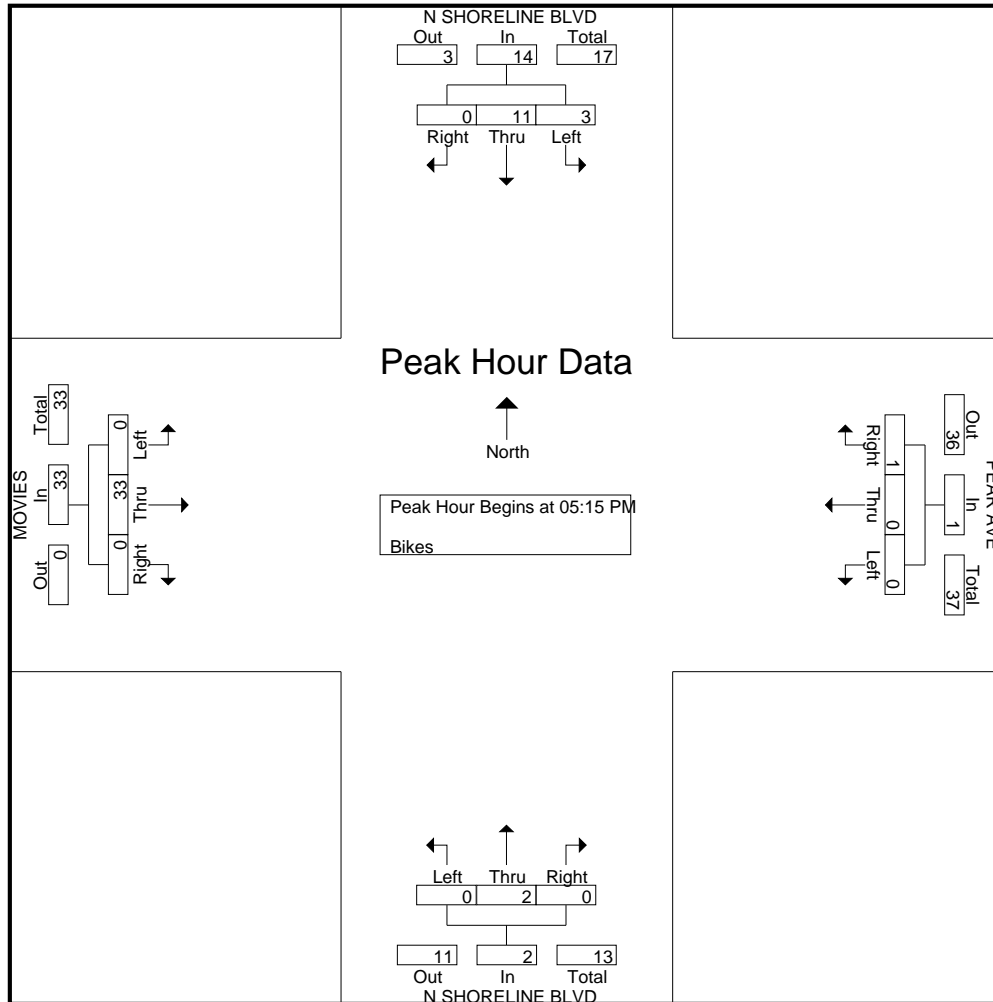 N SHORELINE BLVD
Out In Total
3 14 17
0 11 3
Right Thru Left
Peak Hour Data
North
Peak Hour Begins at 05:15 PM
Bikes
MOVIES
Total In Out
33 33 0
0 33 0
Left Thru Right
Right Thru Left
1 0 0
Out In Total
36 1 37
PEAR AVE
Left Thru Right
0 2 0
11 2 13
Out In Total
N SHORELINE BLVD